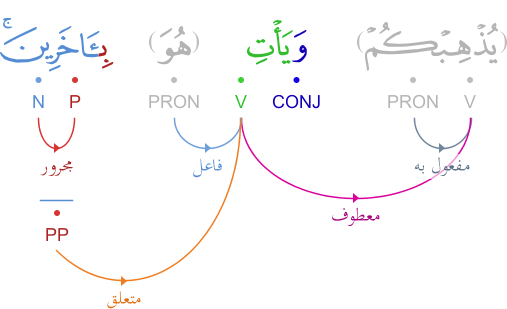 (يُذْهِبْكُمْ) وَيَأْتِ (هُوَ) بِـَٔاخَرِينَ ۚ
V PRON CONJ V PRON P N
مفعول به فاعل مجرور
معطوف
PP
متعلق